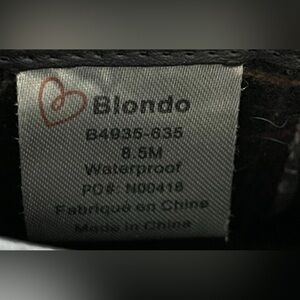 Blondo
B4935-635
8.5M
Waterproof
PO#: N00418
Fabriqué en Chine
Made in China